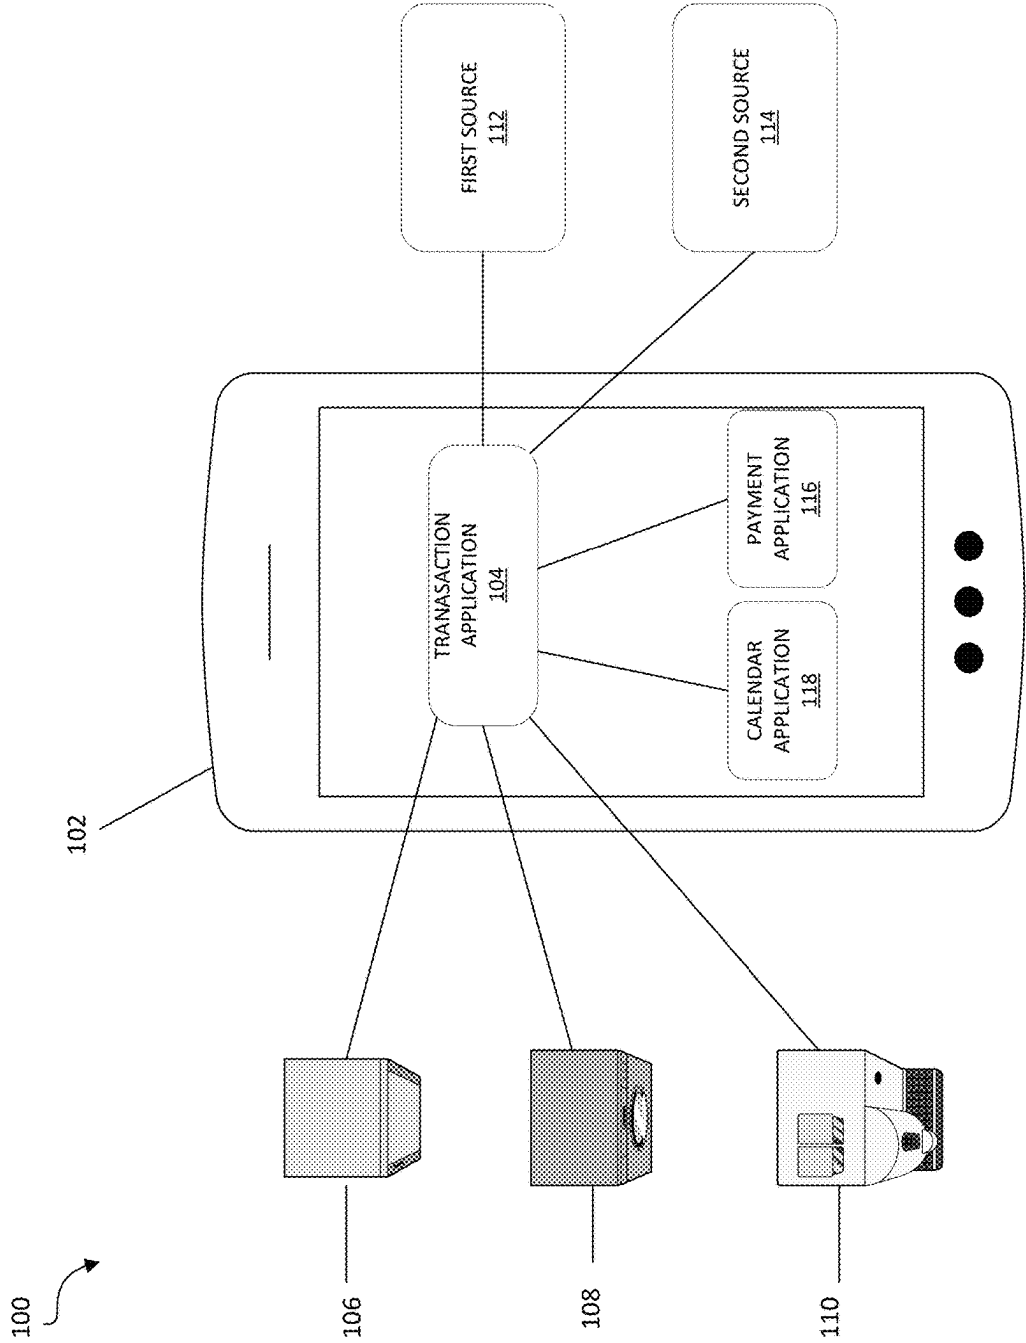 100
102
TRANASACTION
APPLICATION
104
FIRST SOURCE
112
SECOND SOURCE
114
PAYMENT
APPLICATION
116
CALENDAR
APPLICATION
118
106
108
110